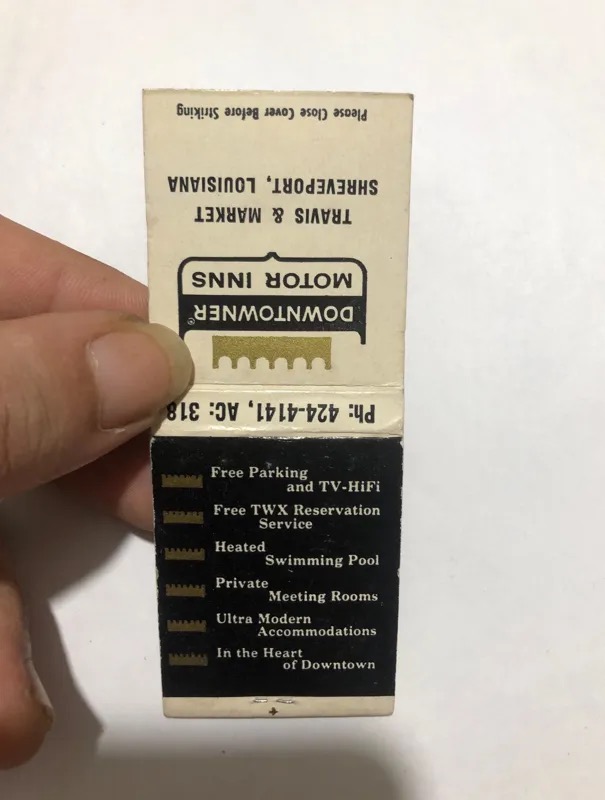 Please Close Cover Before Striking
TRAVIS & MARKET
SHREVEPORT, LOUISIANA
DOWNTOWNER®
MOTOR INNS
Ph: 424-4141, AC: 318
Free Parking
and TV-HiFi
Free TWX Reservation
Service
Heated
Swimming Pool
Private
Meeting Rooms
Ultra Modern
Accommodations
In the Heart
of Downtown